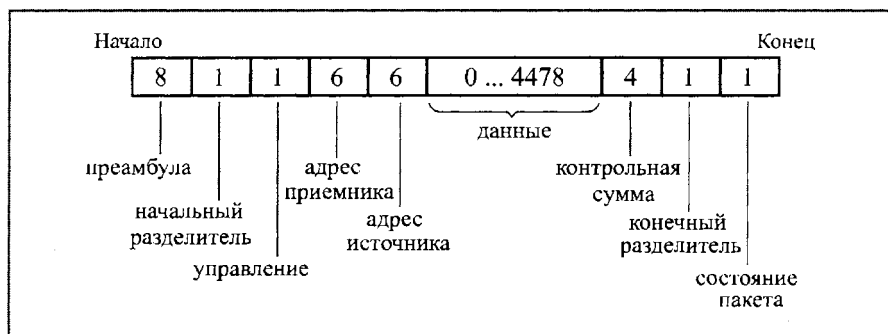 Начало Конец
8 1 1 6 6 0 ... 4478 4 1 1
данные
преамбула
адрес
приемника
контрольная
сумма
начальный
разделитель
адрес
источника
конечный
разделитель
управление
состояние
пакета